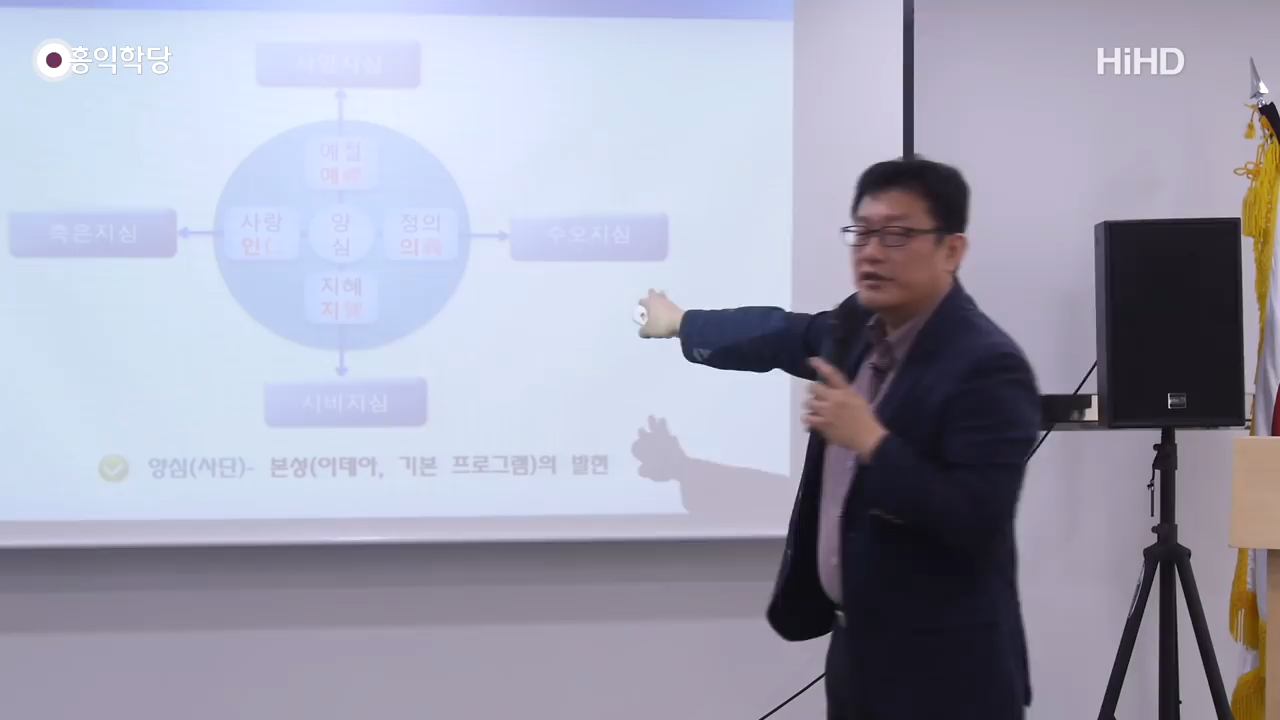 홍익학당
HiHD
사양지심
예절
예
측은지심
사랑
인(
양
심
정의
의義
수오지심
지혜
지
시비지심
양심(사단)- 본성(이데아, 기본 프로그램)의 발현